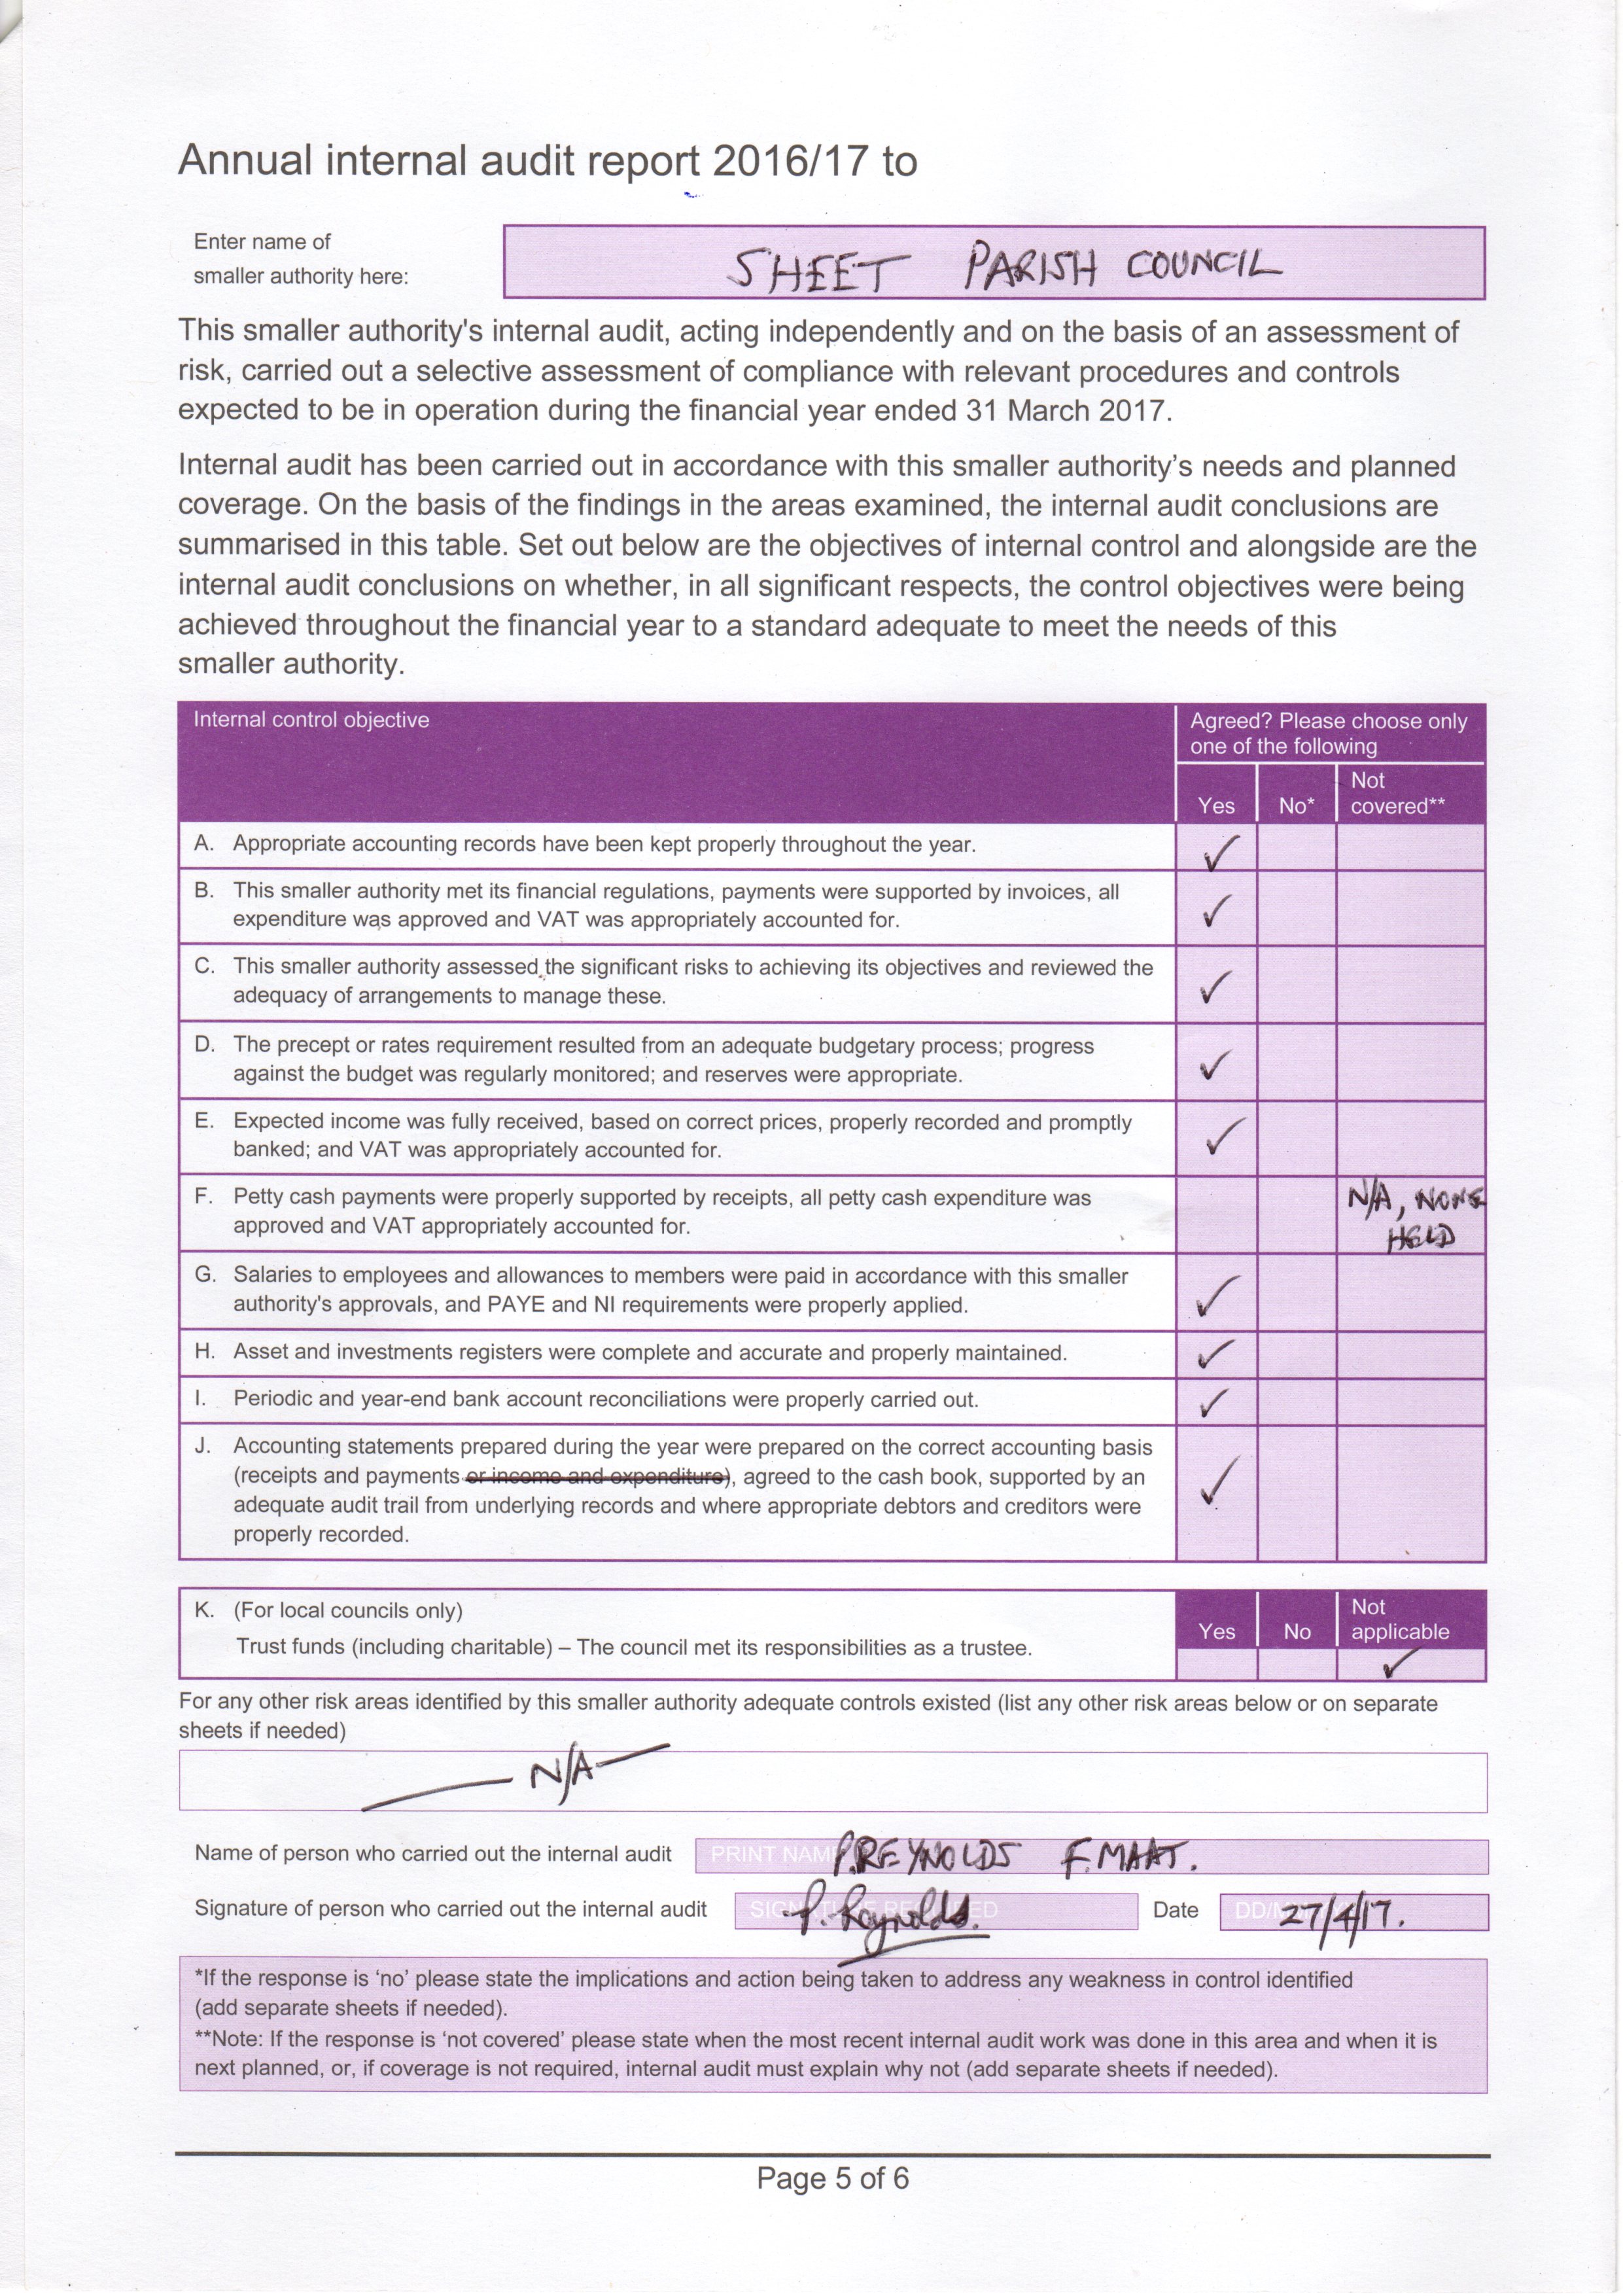 Annual internal audit report 2016/17 to
Enter name of
smaller authority here:
SHEET PARISH COUNCIL
This smaller authority's internal audit, acting independently and on the basis of an assessment of
risk, carried out a selective assessment of compliance with relevant procedures and controls
expected to be in operation during the financial year ended 31 March 2017.
Internal audit has been carried out in accordance with this smaller authority's needs and planned
coverage. On the basis of the findings in the areas examined, the internal audit conclusions are
summarised in this table. Set out below are the objectives of internal control and alongside are the
internal audit conclusions on whether, in all significant respects, the control objectives were being
achieved throughout the financial year to a standard adequate to meet the needs of this
smaller authority.
Internal control objective
Agreed? Please choose only
one of the following
Yes No* Not
covered**
A. Appropriate accounting records have been kept properly throughout the year. ✓
B. This smaller authority met its financial regulations, payments were supported by invoices, all
expenditure was approved and VAT was appropriately accounted for. ✓
C. This smaller authority assessed the significant risks to achieving its objectives and reviewed the
adequacy of arrangements to manage these. ✓
D. The precept or rates requirement resulted from an adequate budgetary process; progress
against the budget was regularly monitored; and reserves were appropriate. ✓
E. Expected income was fully received, based on correct prices, properly recorded and promptly
banked; and VAT was appropriately accounted for. ✓
F. Petty cash payments were properly supported by receipts, all petty cash expenditure was
approved and VAT appropriately accounted for.
N/A, NONE
HELD
G. Salaries to employees and allowances to members were paid in accordance with this smaller
authority's approvals, and PAYE and NI requirements were properly applied. ✓
H. Asset and investments registers were complete and accurate and properly maintained. ✓
I. Periodic and year-end bank account reconciliations were properly carried out. ✓
J. Accounting statements prepared during the year were prepared on the correct accounting basis
(receipts and payments or income and expenditure), agreed to the cash book, supported by an
adequate audit trail from underlying records and where appropriate debtors and creditors were
properly recorded. ✓
K. (For local councils only)
Trust funds (including charitable) – The council met its responsibilities as a trustee.
Yes No Not
applicable
✓
For any other risk areas identified by this smaller authority adequate controls existed (list any other risk areas below or on separate
sheets if needed)
N/A
Name of person who carried out the internal audit PRINT NAME P.REYNOLDS F.MAAT.
Signature of person who carried out the internal audit SIGNATURE REQUIRED P. Reynolds. Date DD/M 27/4/17.
*If the response is 'no' please state the implications and action being taken to address any weakness in control identified
(add separate sheets if needed).
**Note: If the response is 'not covered' please state when the most recent internal audit work was done in this area and when it is
next planned, or, if coverage is not required, internal audit must explain why not (add separate sheets if needed).
Page 5 of 6